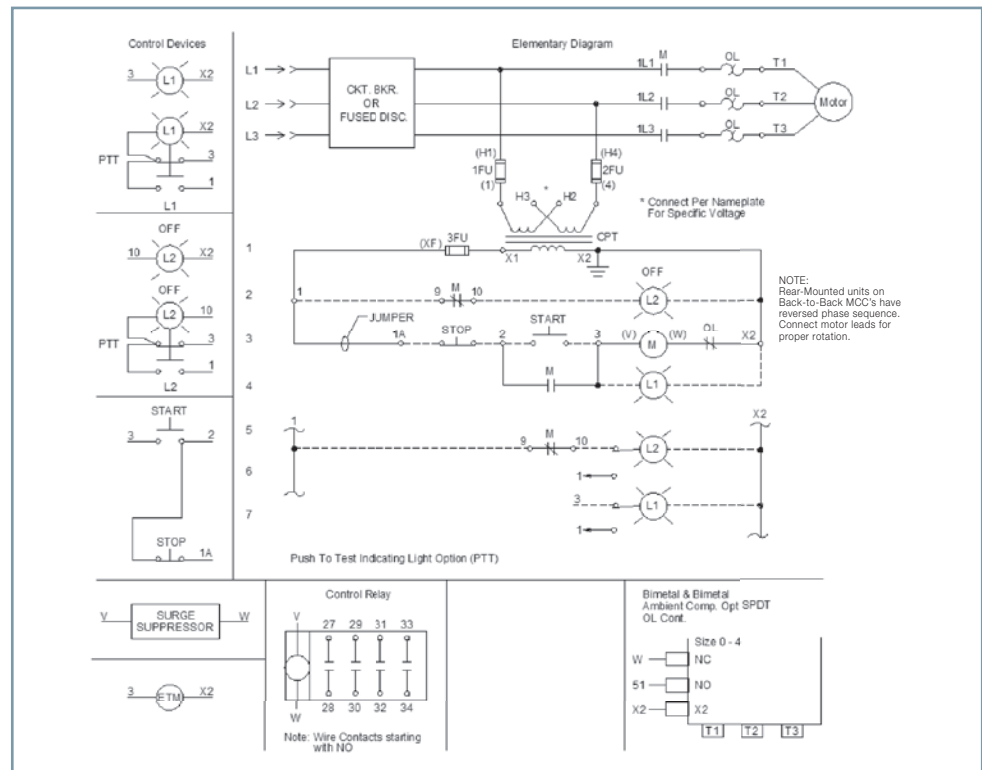 Control Devices
3 L1 X2
L1 X2
PTT 3
1
L1
OFF
10 L2 X2
OFF
L2 10
PTT 3
1
L2
START
3 2
STOP
1A
V SURGE SUPPRESSOR W
3 ETM X2
Elementary Diagram
L1 CKT. BKR. 1L1 M OL T1
L2 OR 1L2 T2 Motor
L3 FUSED DISC. 1L3 OL T3
(H1) (H4)
1FU 2FU
(1) (4)
H3 * H2
* Connect Per Nameplate
For Specific Voltage
1 (XF) 3FU X1 X2 CPT
OFF
2 1 9 M 10 L2
JUMPER
3 1A STOP 2 START 3 (V) M (W) OL X2
4 M L1
NOTE:
Rear-Mounted units on
Back-to-Back MCC's have
reversed phase sequence.
Connect motor leads for
proper rotation.
1 X2
5 9 M 10 L2
6 1
3 L1
7 1
Push To Test Indicating Light Option (PTT)
Control Relay
V 27 29 31 33
W 28 30 32 34
Note: Wire Contacts starting
with NO
Bimetal & Bimetal
Ambient Comp. Opt SPDT
OL Cont.
Size 0 - 4
W NC
51 NO
X2 X2
T1 T2 T3